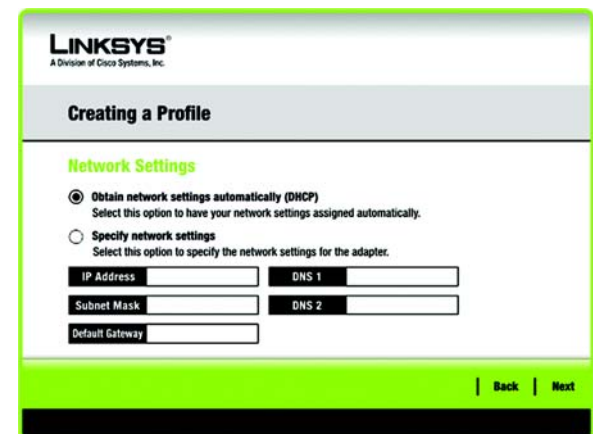 LINKSYS®
A Division of Cisco Systems, Inc.
Creating a Profile
Network Settings
Obtain network settings automatically (DHCP)
Select this option to have your network settings assigned automatically.
Specify network settings
Select this option to specify the network settings for the adapter.
IP Address
DNS 1
Subnet Mask
DNS 2
Default Gateway
Back
Next